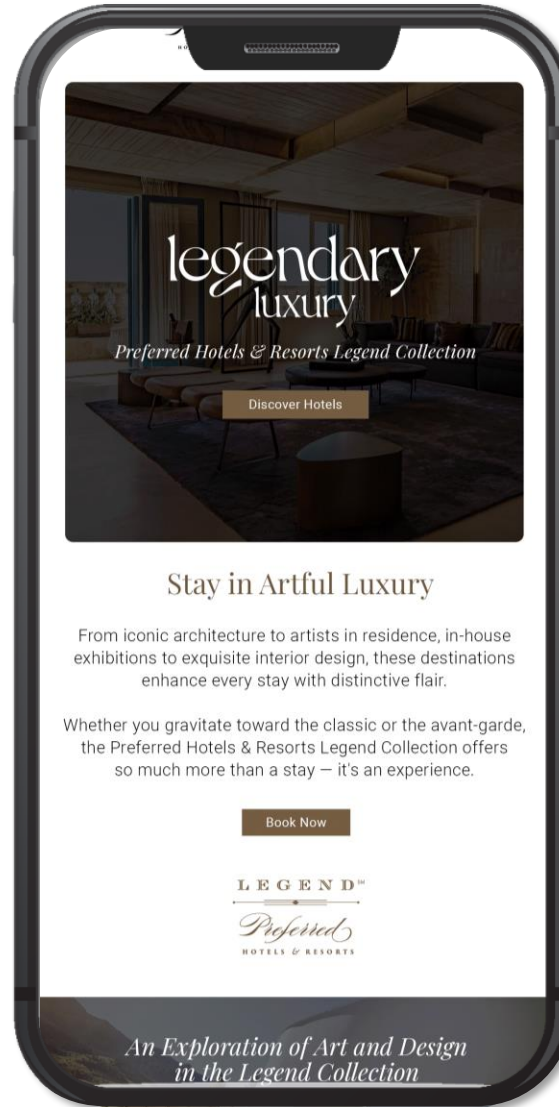 legendary
luxury
Preferred Hotels & Resorts Legend Collection
Discover Hotels
Stay in Artful Luxury
From iconic architecture to artists in residence, in-house
exhibitions to exquisite interior design, these destinations
enhance every stay with distinctive flair.
Whether you gravitate toward the classic or the avant-garde,
the Preferred Hotels & Resorts Legend Collection offers
so much more than a stay — it's an experience.
Book Now
LEGEND™
Preferred
HOTELS & RESORTS
An Exploration of Art and Design
in the Legend Collection